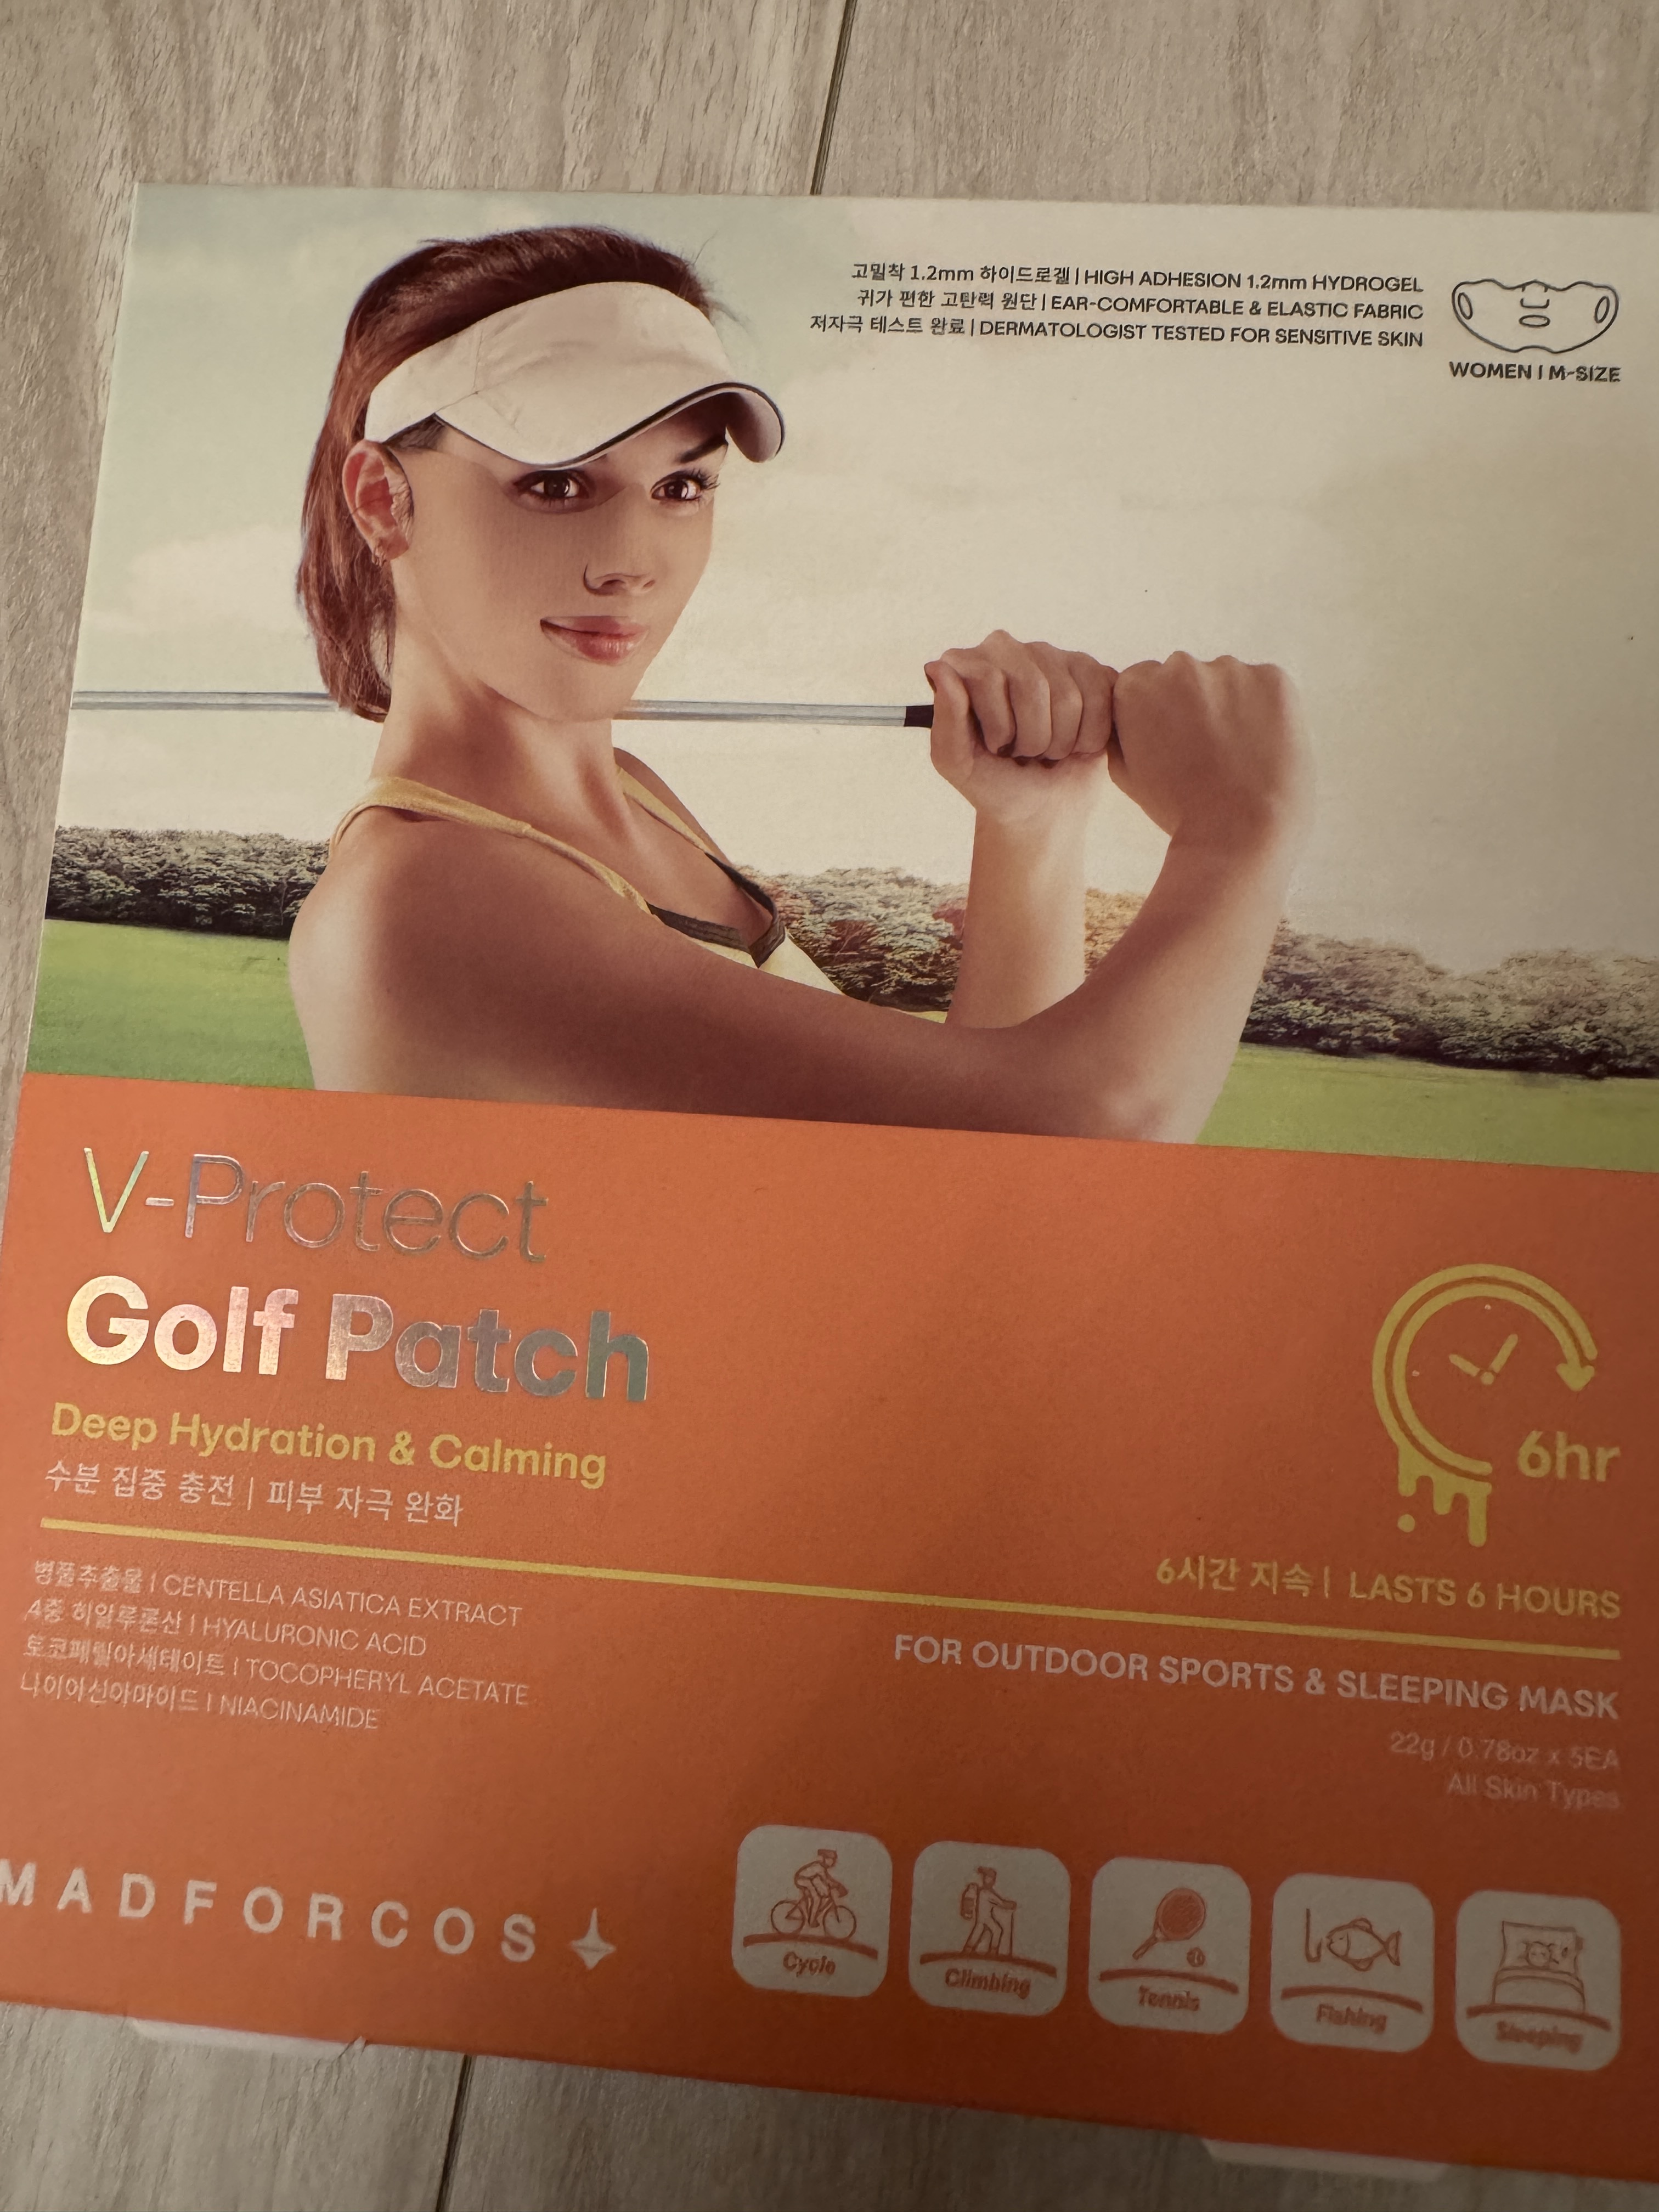 고밀착 1.2mm 하이드로겔 | HIGH ADHESION 1.2mm HYDROGEL
귀가 편한 고탄력 원단 | EAR-COMFORTABLE & ELASTIC FABRIC
저자극 테스트 완료 | DERMATOLOGIST TESTED FOR SENSITIVE SKIN
WOMEN | M-SIZE
V-Protect
Golf Patch
Deep Hydration & Calming
수분 집중 충전 | 피부 자극 완화
6hr
6시간 지속 | LASTS 6 HOURS
병풀추출물 | CENTELLA ASIATICA EXTRACT
4중 히알루론산 | HYALURONIC ACID
토코페릴아세테이트 | TOCOPHERYL ACETATE
나이아신아마이드 | NIACINAMIDE
FOR OUTDOOR SPORTS & SLEEPING MASK
22g / 0.78oz x 5EA
All Skin Types
MADFORCOS
Cycle
Climbing
Tennis
Fishing
Sleeping